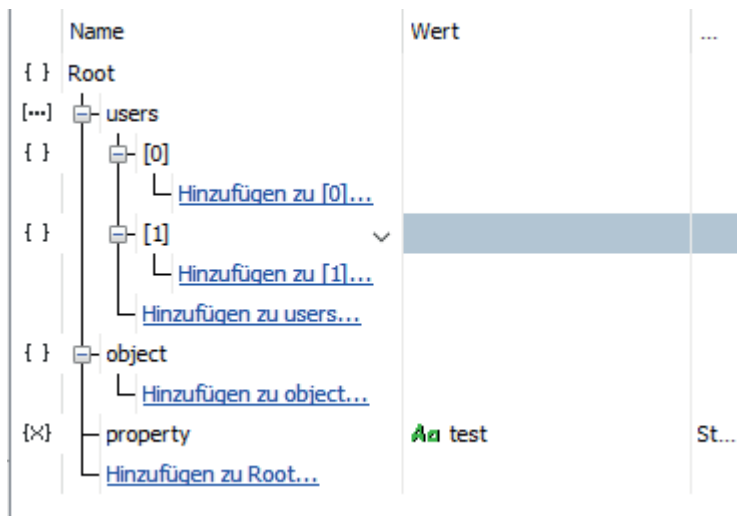 Name Wert ...
{ } Root
[...] users
{ } [0]
Hinzufügen zu [0]...
{ } [1]
Hinzufügen zu [1]...
Hinzufügen zu users...
{ } object
Hinzufügen zu object...
{×} property Aa test St...
Hinzufügen zu Root...